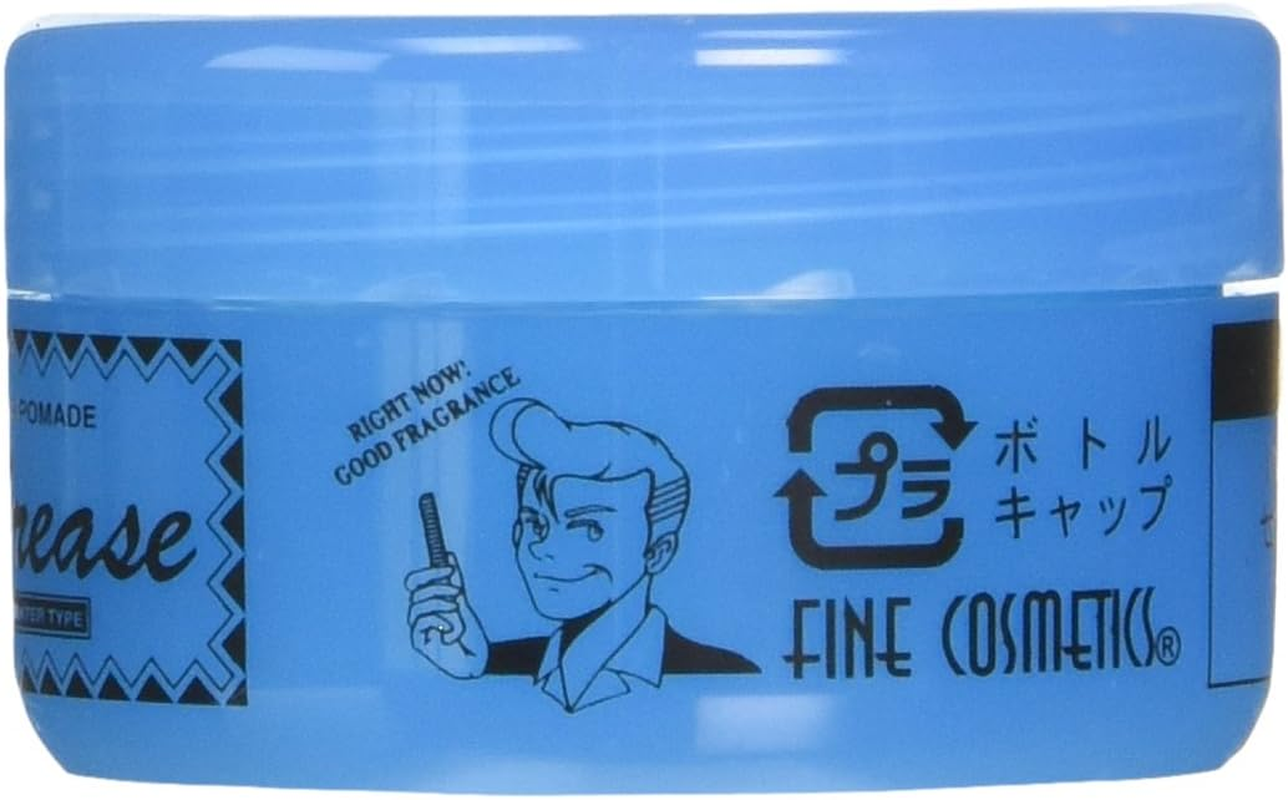 POMADE
rease
TER TYPE
RIGHT NOW!
GOOD FRAGRANCE
プラ
ボトル
キャップ
FINE COSMETICS®